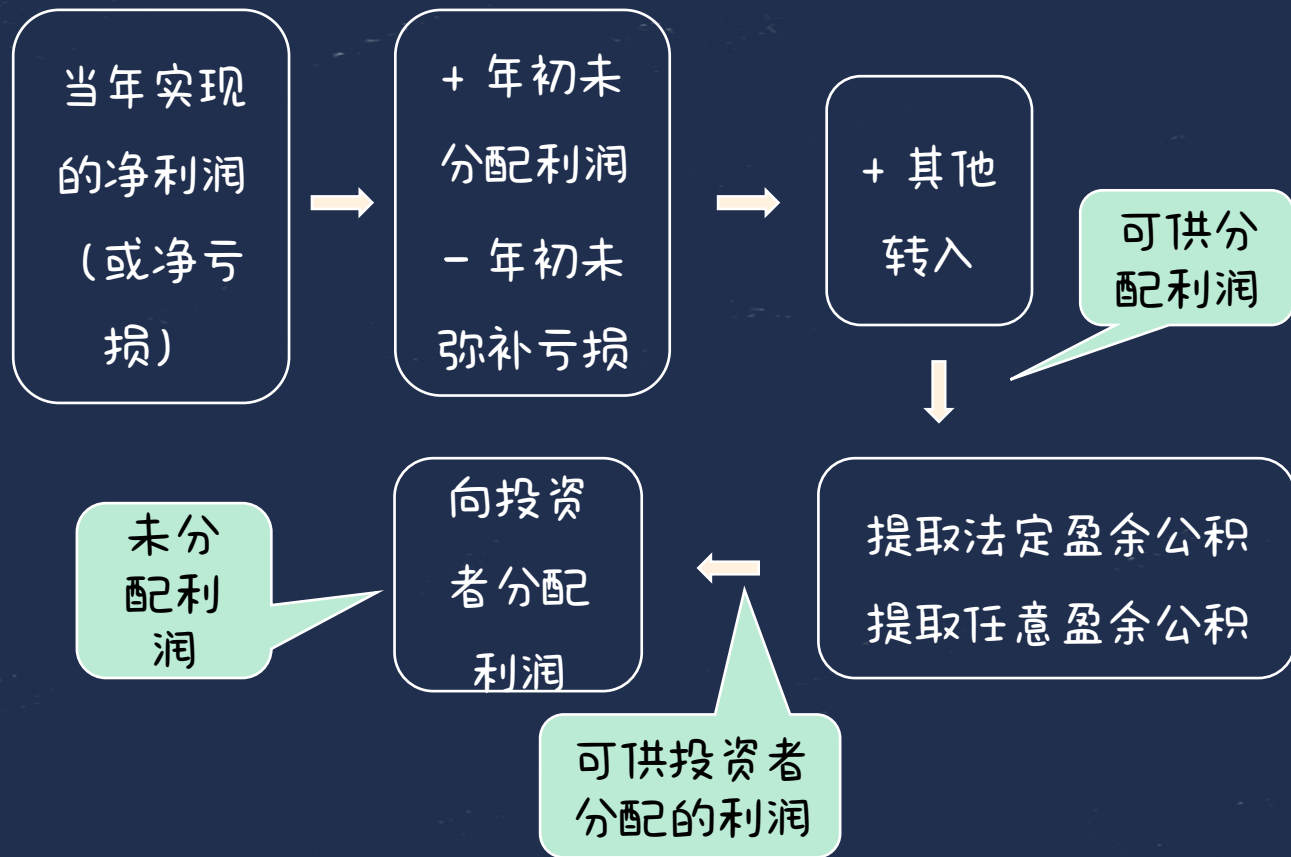 当年实现
的净利润
（或净亏
损）
+ 年初未
分配利润
- 年初未
弥补亏损
+ 其他
转入
可供分
配利润
提取法定盈余公积
提取任意盈余公积
可供投资者
分配的利润
向投资
者分配
利润
未分
配利
润